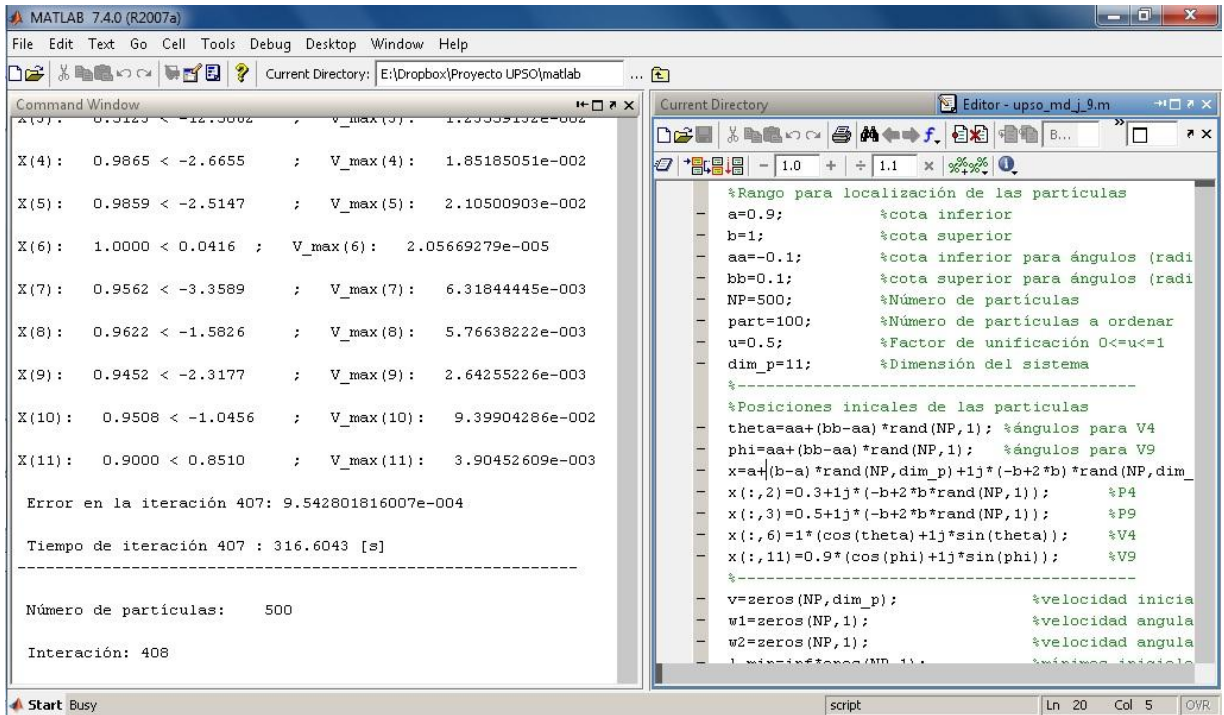 MATLAB 7.4.0 (R2007a)
File Edit Text Go Cell Tools Debug Desktop Window Help
Current Directory: E:\Dropbox\Proyecto UPSO\matlab ...
Command Window
X(4): 0.9865 < -2.6655 ; V_max(4): 1.85185051e-002
X(5): 0.9859 < -2.5147 ; V_max(5): 2.10500903e-002
X(6): 1.0000 < 0.0416 ; V_max(6): 2.05669279e-005
X(7): 0.9562 < -3.3589 ; V_max(7): 6.31844445e-003
X(8): 0.9622 < -1.5826 ; V_max(8): 5.76638222e-003
X(9): 0.9452 < -2.3177 ; V_max(9): 2.64255226e-003
X(10): 0.9508 < -1.0456 ; V_max(10): 9.39904286e-002
X(11): 0.9000 < 0.8510 ; V_max(11): 3.90452609e-003
Error en la iteración 407: 9.542801816007e-004
Tiempo de iteración 407 : 316.6043 [s]
------------------------------------------------------------
Número de partículas: 500
Interación: 408
Current Directory
Editor - upso_md_j_9.m
B...
- 1.0 + ÷ 1.1 ×
%Rango para localización de las partículas
a=0.9; %cota inferior
b=1; %cota superior
aa=-0.1; %cota inferior para ángulos (radi
bb=0.1; %cota superior para ángulos (radi
NP=500; %Número de partículas
part=100; %Número de partículas a ordenar
u=0.5; %Factor de unificación 0<=u<=1
dim_p=11; %Dimensión del sistema
%--------------------------------------------
%Posiciones inicales de las particulas
theta=aa+(bb-aa)*rand(NP,1); %ángulos para V4
phi=aa+(bb-aa)*rand(NP,1); %ángulos para V9
x=a+(b-a)*rand(NP,dim_p)+1j*(-b+2*b)*rand(NP,dim_
x(:,2)=0.3+1j*(-b+2*b*rand(NP,1)); %P4
x(:,3)=0.5+1j*(-b+2*b*rand(NP,1)); %P9
x(:,6)=1*(cos(theta)+1j*sin(theta)); %V4
x(:,11)=0.9*(cos(phi)+1j*sin(phi)); %V9
%--------------------------------------------
v=zeros(NP,dim_p); %velocidad inicia
w1=zeros(NP,1); %velocidad angula
w2=zeros(NP,1); %velocidad angula
Start Busy
script Ln 20 Col 5 OVR